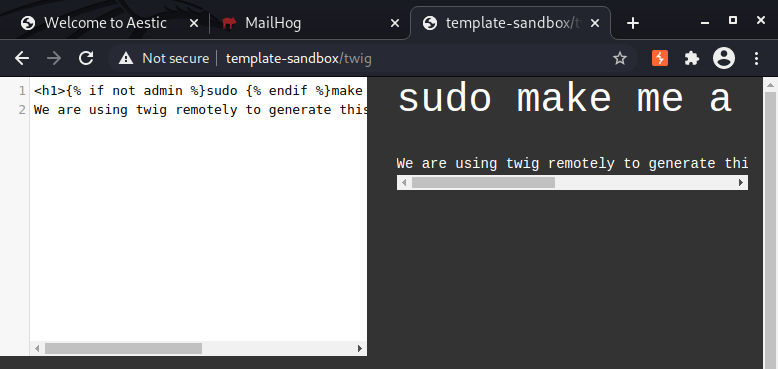 Welcome to Aestic
MailHog
template-sandbox/t
Not secure
template-sandbox/twig
1 <h1>{% if not admin %}sudo {% endif %}make
2 We are using twig remotely to generate this
sudo make me a
We are using twig remotely to generate thi